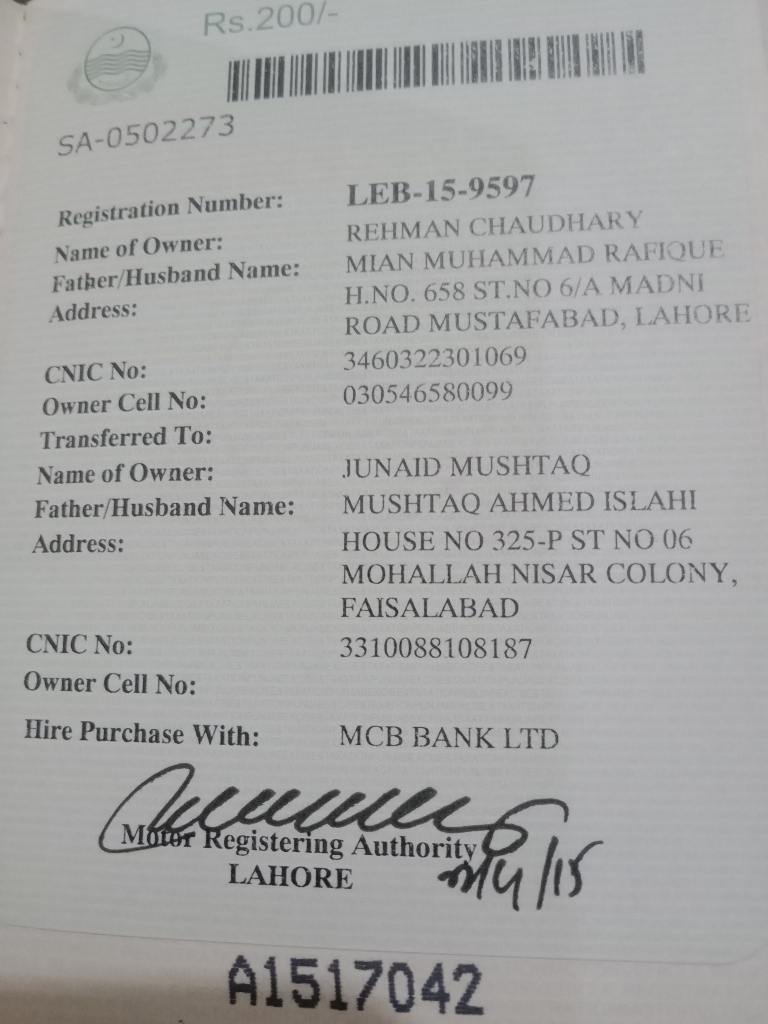 Rs.200/-
SA-0502273
Registration Number: LEB-15-9597
Name of Owner: REHMAN CHAUDHARY
Father/Husband Name: MIAN MUHAMMAD RAFIQUE
Address: H.NO. 658 ST.NO 6/A MADNI
ROAD MUSTAFABAD, LAHORE
CNIC No: 3460322301069
Owner Cell No: 030546580099
Transferred To:
Name of Owner: JUNAID MUSHTAQ
Father/Husband Name: MUSHTAQ AHMED ISLAHI
Address: HOUSE NO 325-P ST NO 06
MOHALLAH NISAR COLONY,
FAISALABAD
CNIC No: 3310088108187
Owner Cell No:
Hire Purchase With: MCB BANK LTD
Motor Registering Authority
LAHORE
A1517042